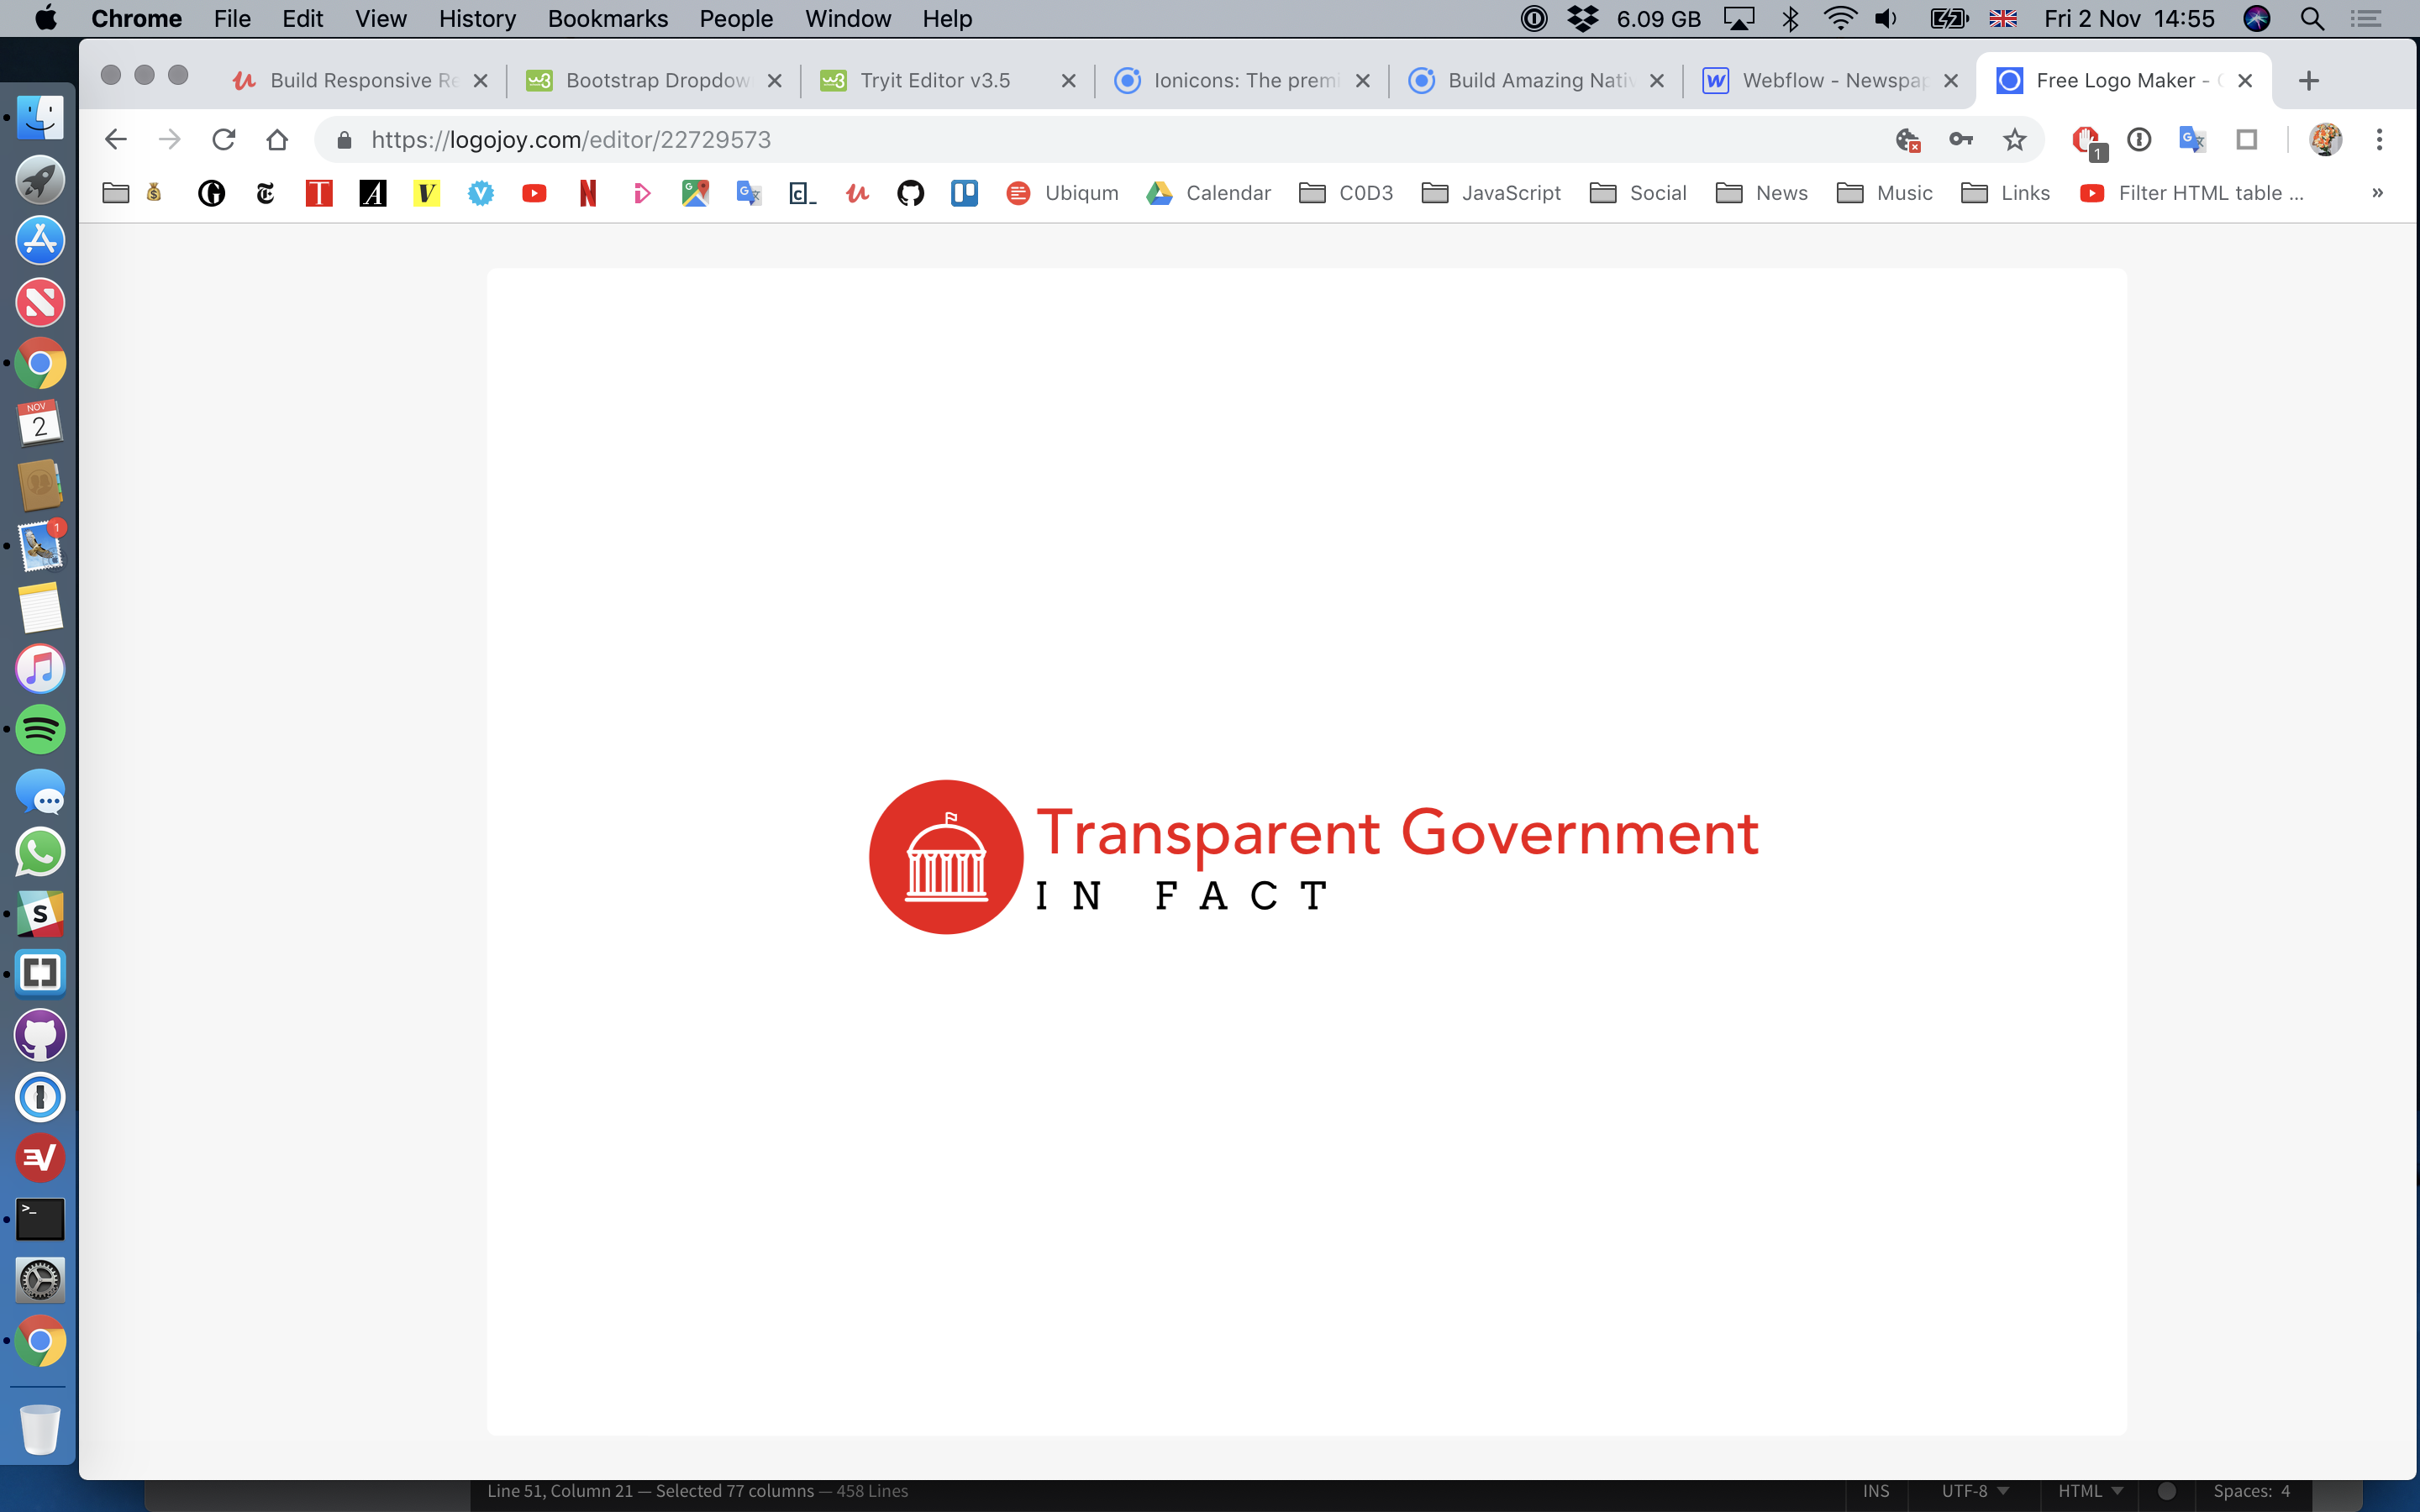 Chrome File Edit View History Bookmarks People Window Help 6.09 GB Fri 2 Nov 14:55
Build Responsive Re Bootstrap Dropdow Tryit Editor v3.5 Ionicons: The premi Build Amazing Nativ Webflow - Newspap Free Logo Maker -
https://logojoy.com/editor/22729573
1
Ubiqum Calendar C0D3 JavaScript Social News Music Links Filter HTML table ... »
NOV
2
1
Transparent Government
IN FACT
Line 51, Column 21 — Selected 77 columns — 458 Lines INS UTF-8 HTML Spaces: 4